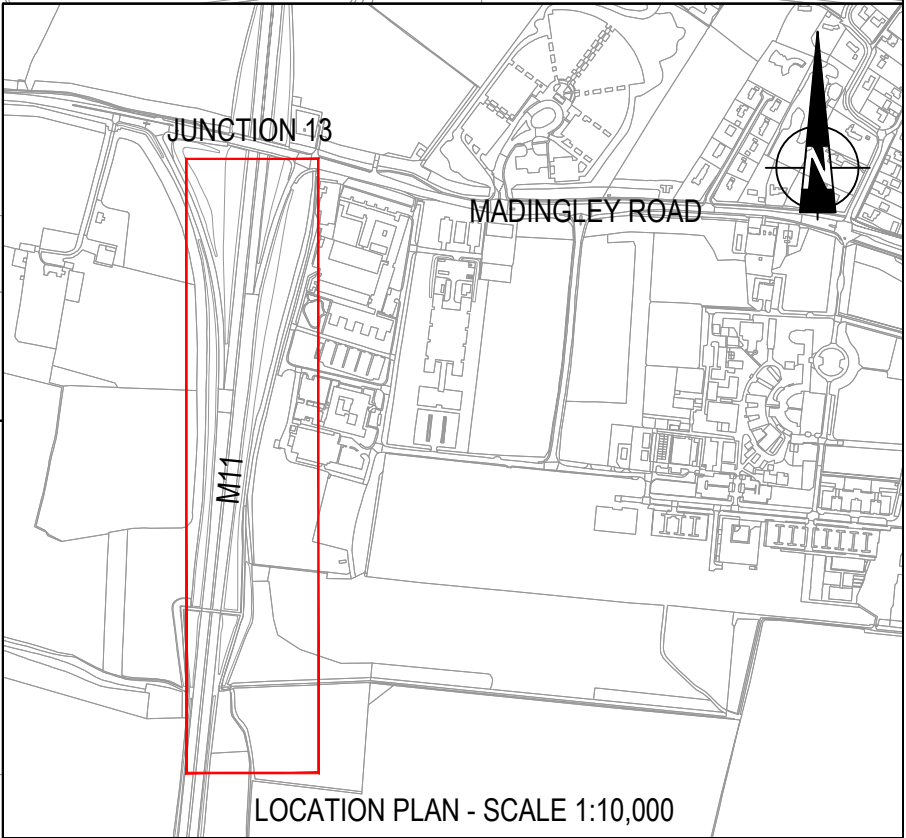 JUNCTION 13
N
MADINGLEY ROAD
M11
LOCATION PLAN - SCALE 1:10,000